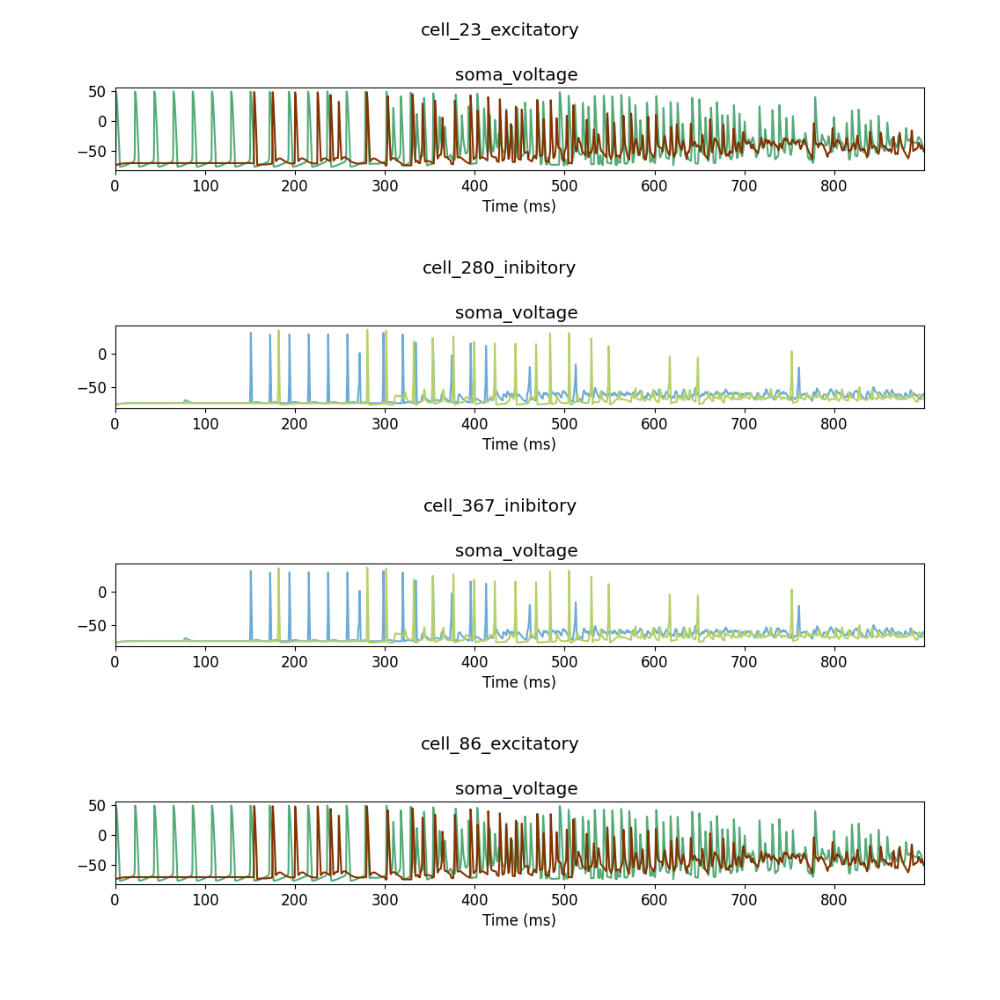 cell_23_excitatory
soma_voltage
50
0
−50
0 100 200 300 400 500 600 700 800
Time (ms)
cell_280_inibitory
soma_voltage
0
−50
0 100 200 300 400 500 600 700 800
Time (ms)
cell_367_inibitory
soma_voltage
0
−50
0 100 200 300 400 500 600 700 800
Time (ms)
cell_86_excitatory
soma_voltage
50
0
−50
0 100 200 300 400 500 600 700 800
Time (ms)